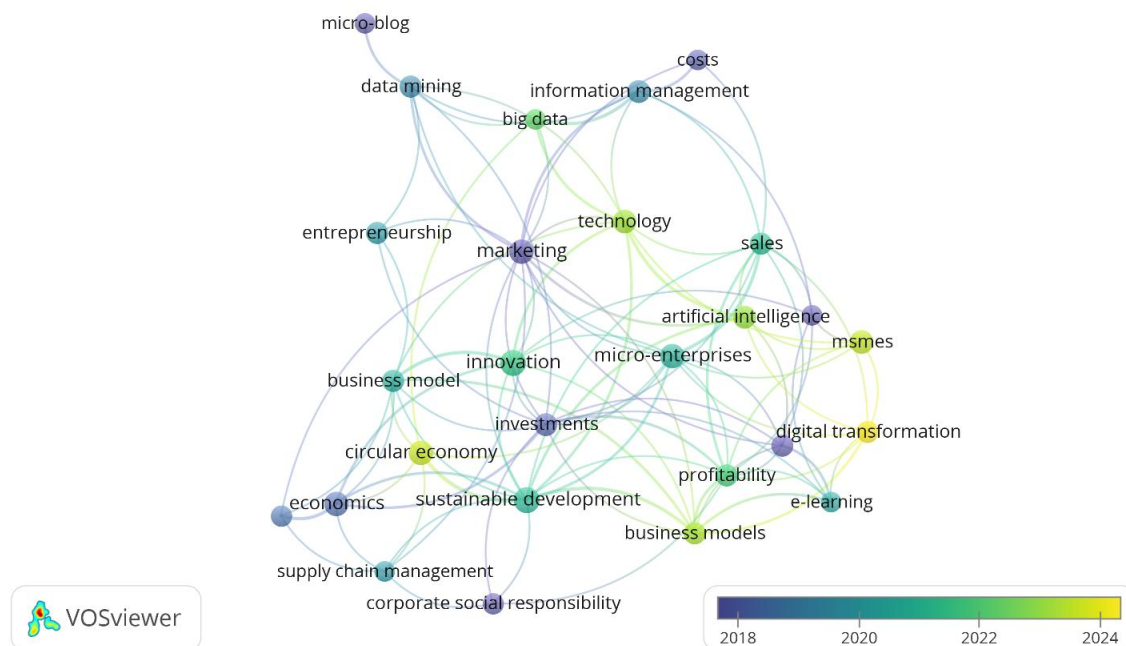 micro-blog
costs
data mining
information management
big data
technology
entrepreneurship
sales
marketing
artificial intelligence
msmes
micro-enterprises
innovation
business model
investments
digital transformation
circular economy
profitability
sustainable development
economics
e-learning
business models
supply chain management
corporate social responsibility
VOSviewer
2018 2020 2022 2024